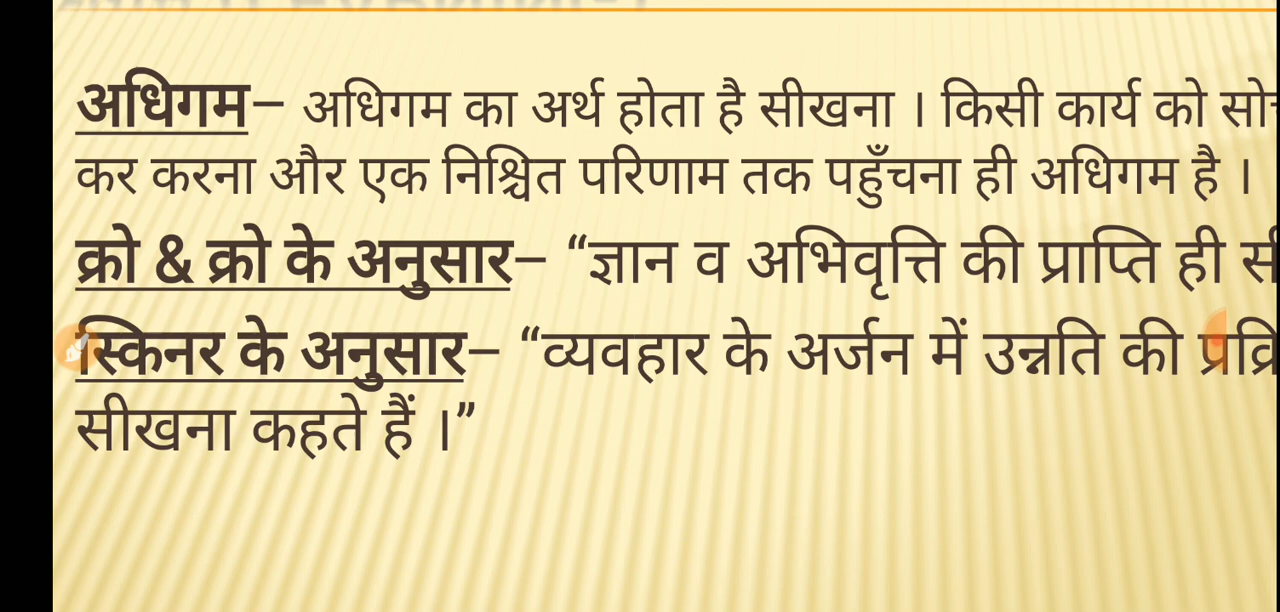 अधिगम– अधिगम का अर्थ होता है सीखना । किसी कार्य को
कर करना और एक निश्चित परिणाम तक पहुँचना ही अधिगम है ।
क्रो & क्रो के अनुसार– “ज्ञान व अभिवृत्ति की प्राप्ति ही
स्किनर के अनुसार– “व्यवहार के अर्जन में उन्नति की
सीखना कहते हैं ।”